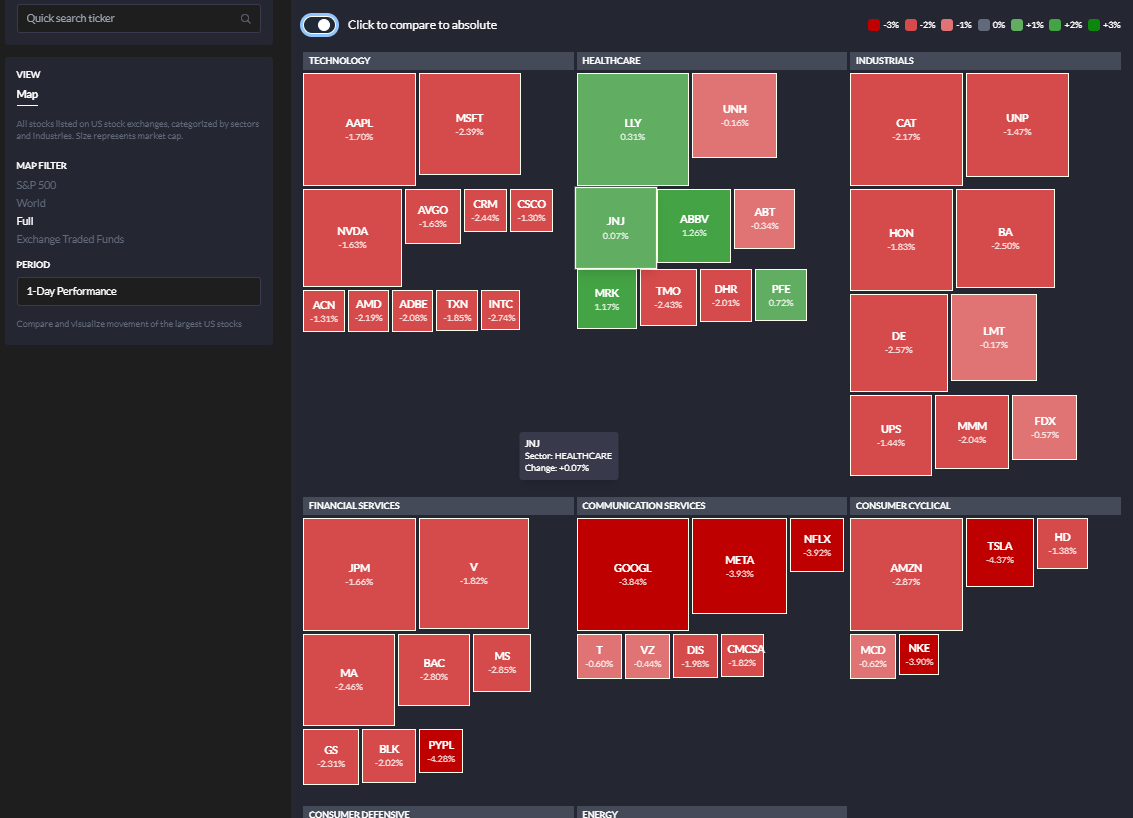 Quick search ticker
VIEW
Map
All stocks listed on US stock exchanges, categorized by sectors
and industries. Size represents market cap.
MAP FILTER
S&P 500
World
Full
Exchange Traded Funds
PERIOD
1-Day Performance
Compare and visualize movement of the largest US stocks
Click to compare to absolute
-3% -2% -1% 0% +1% +2% +3%
TECHNOLOGY
AAPL
-1.70%
MSFT
-2.39%
NVDA
-1.63%
AVGO
-1.63%
CRM
-2.44%
CSCO
-1.30%
ACN
-1.31%
AMD
-2.19%
ADBE
-2.08%
TXN
-1.85%
INTC
-2.74%
HEALTHCARE
LLY
0.31%
UNH
-0.16%
JNJ
0.07%
ABBV
1.26%
ABT
-0.34%
MRK
1.17%
TMO
-2.43%
DHR
-2.01%
PFE
0.72%
JNJ
Sector: HEALTHCARE
Change: +0.07%
INDUSTRIALS
CAT
-2.17%
UNP
-1.47%
HON
-1.83%
BA
-2.50%
DE
-2.57%
LMT
-0.17%
UPS
-1.44%
MMM
-2.04%
FDX
-0.57%
FINANCIAL SERVICES
JPM
-1.66%
V
-1.82%
MA
-2.46%
BAC
-2.80%
MS
-2.85%
GS
-2.31%
BLK
-2.02%
PYPL
-4.28%
COMMUNICATION SERVICES
GOOGL
-3.84%
META
-3.93%
NFLX
-3.92%
T
-0.60%
VZ
-0.44%
DIS
-1.98%
CMCSA
-1.82%
CONSUMER CYCLICAL
AMZN
-2.87%
TSLA
-4.37%
HD
-1.38%
MCD
-0.62%
NKE
-3.90%
CONSUMER DEFENSIVE
ENERGY